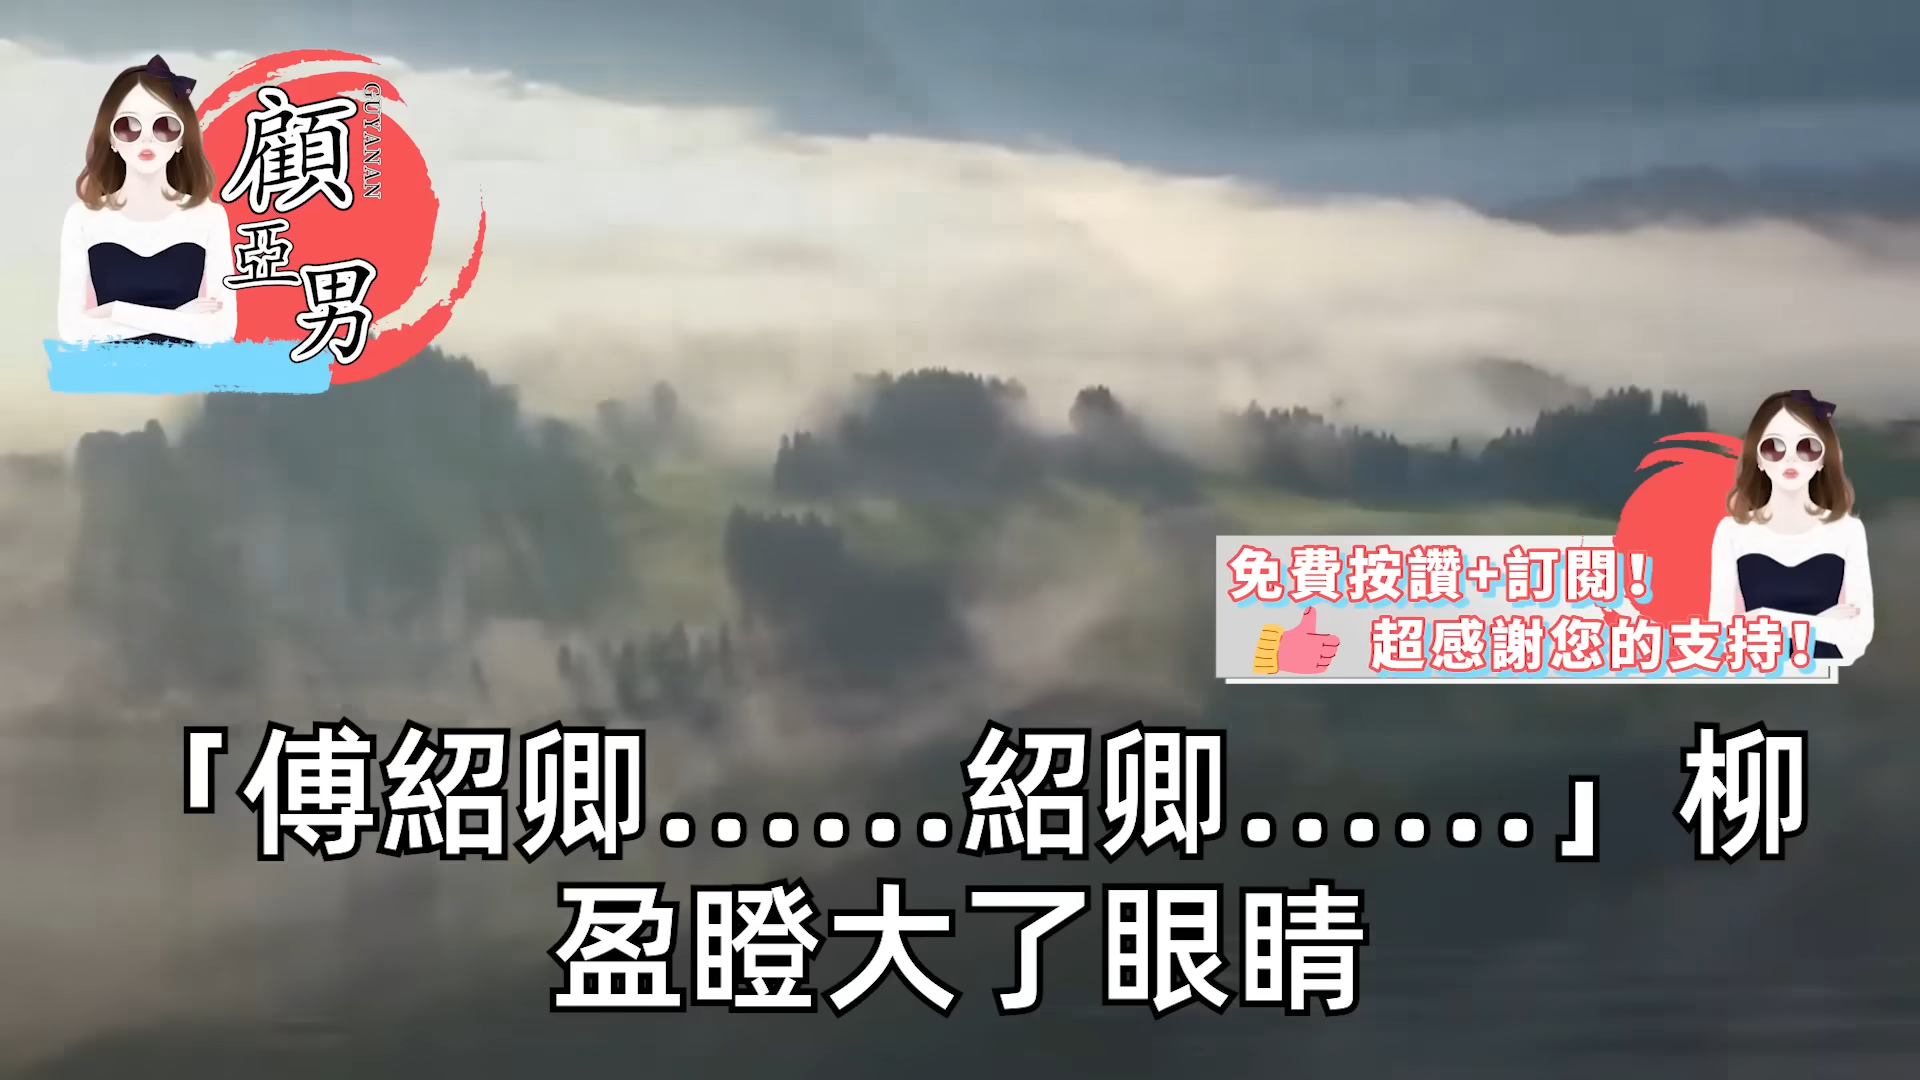 顧亞男
GUYANAN
免費按讚+訂閱!
超感謝您的支持!
「傅紹卿......紹卿......」柳
盈瞪大了眼睛